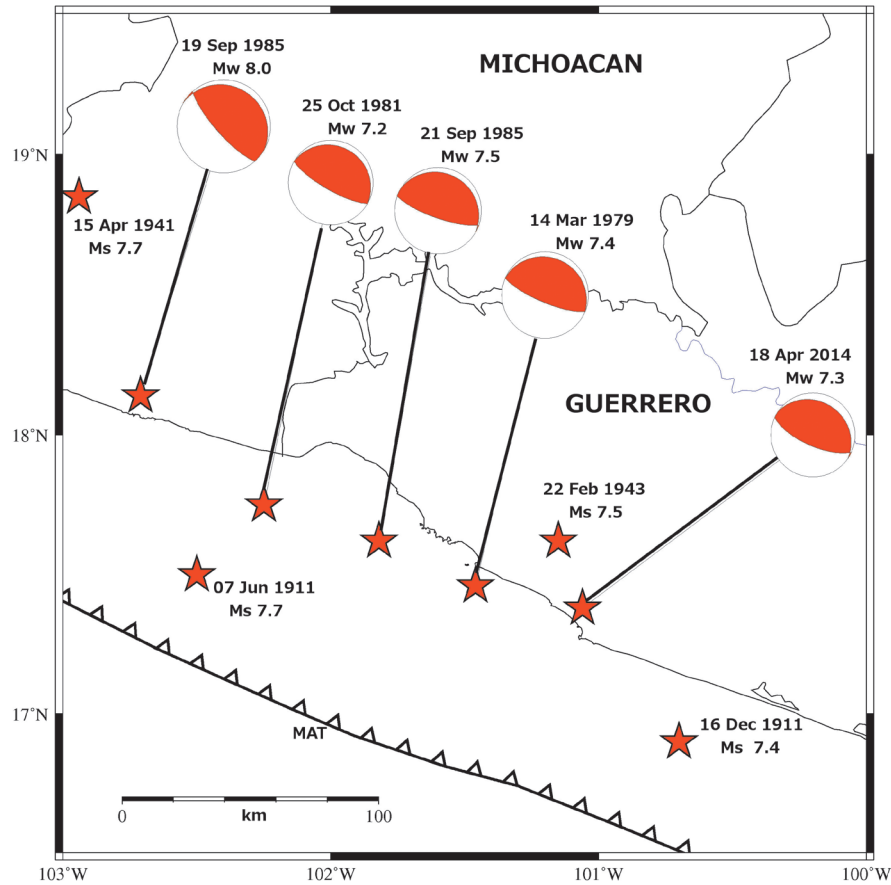 19 Sep 1985
Mw 8.0
MICHOACAN
25 Oct 1981
Mw 7.2
21 Sep 1985
Mw 7.5
19°N
15 Apr 1941
Ms 7.7
14 Mar 1979
Mw 7.4
18 Apr 2014
Mw 7.3
GUERRERO
18°N
22 Feb 1943
Ms 7.5
07 Jun 1911
Ms 7.7
17°N
MAT
16 Dec 1911
Ms 7.4
0 km 100
103°W 102°W 101°W 100°W